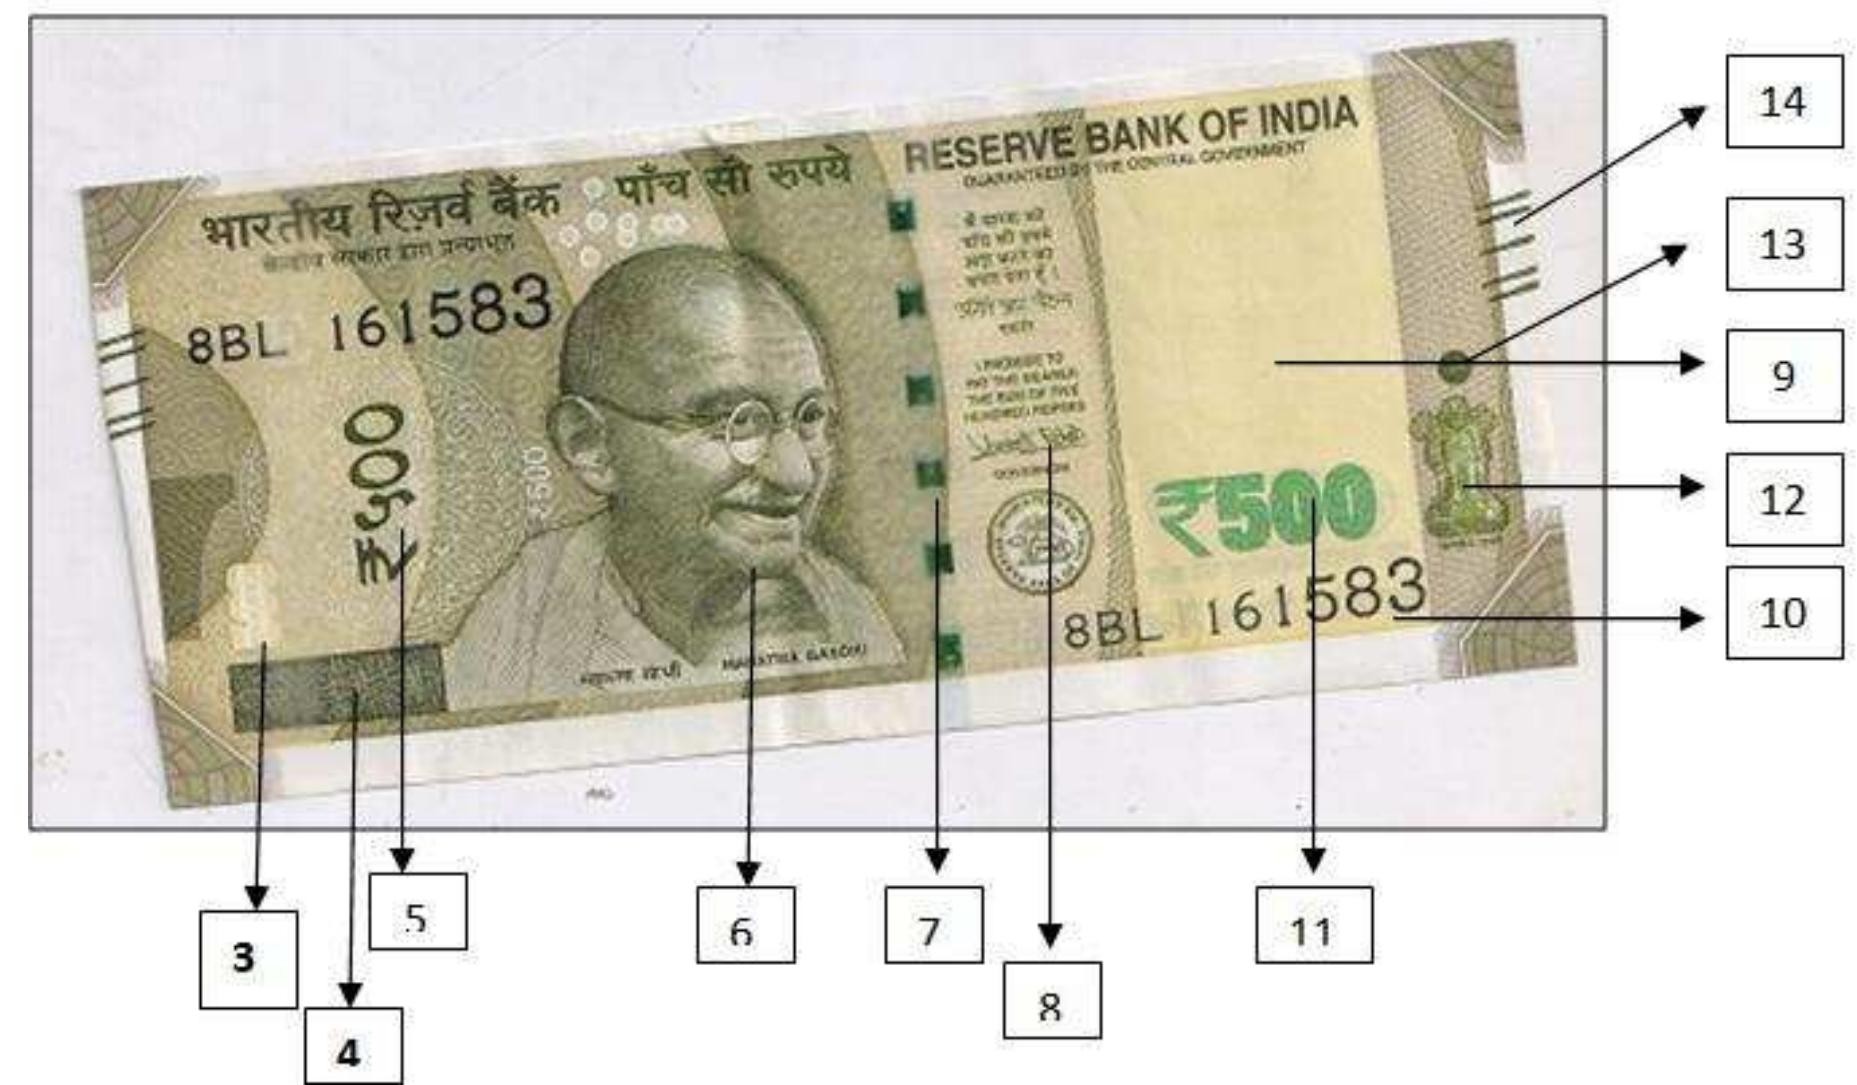 भारतीय रिज़र्व बैंक
पाँच सौ रुपये
RESERVE BANK OF INDIA
GUARANTEED BY THE CENTRAL GOVERNMENT
8BL 161583
₹५००
₹500
I PROMISE TO
PAY THE BEARER
THE SUM OF FIVE
HUNDRED RUPEES
GOVERNOR
₹500
8BL 161583
MAHATMA GANDHI
14
13
9
12
10
3
4
5
6
7
8
11